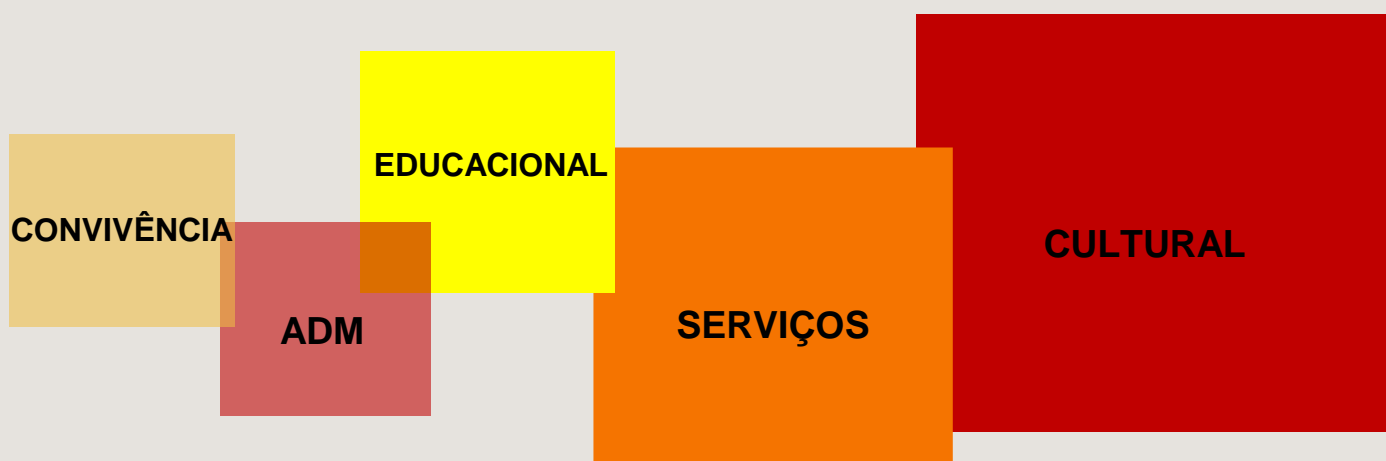 CONVIVÊNCIA
ADM
EDUCACIONAL
SERVIÇOS
CULTURAL